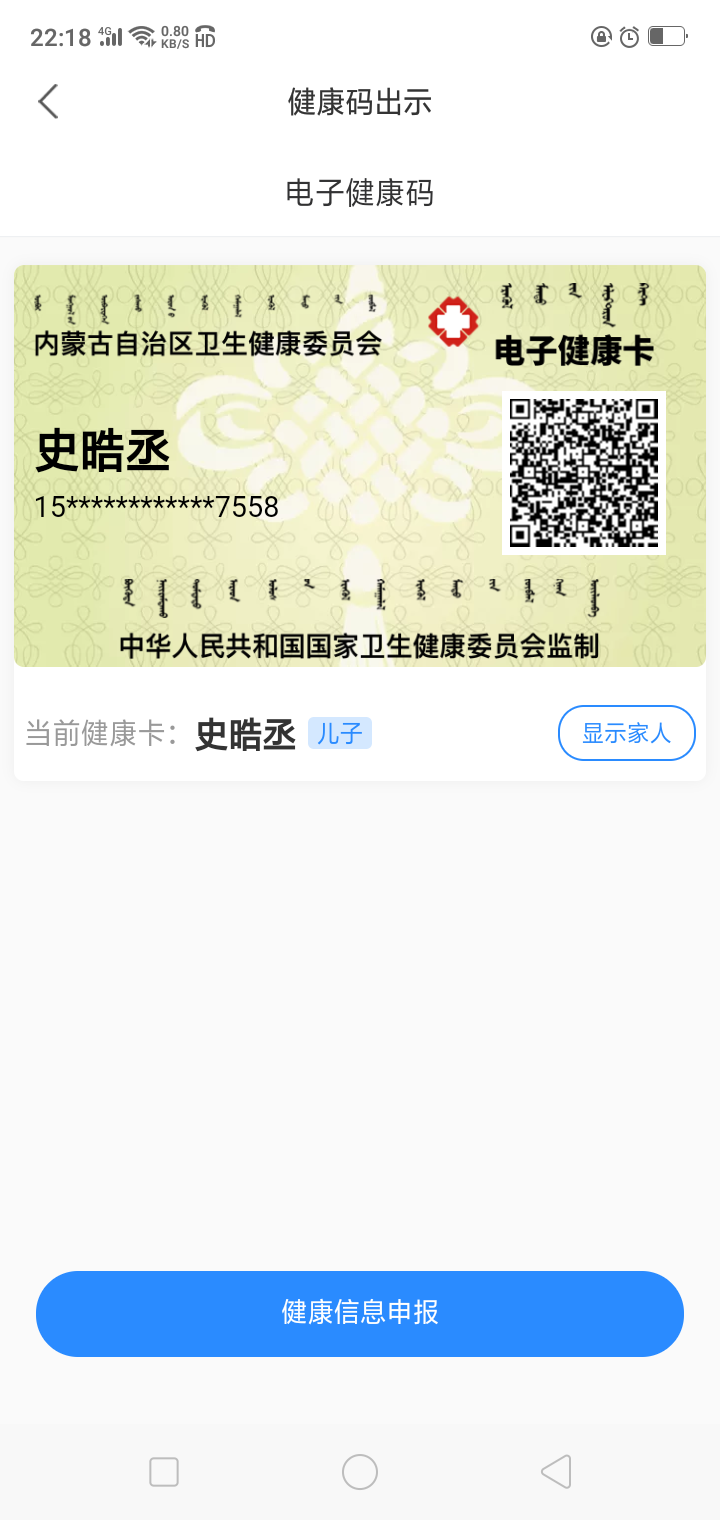 22:18 4G 0.80 KB/S HD
健康码出示
电子健康码
内蒙古自治区卫生健康委员会
电子健康卡
史晧丞
15************7558
中华人民共和国国家卫生健康委员会监制
当前健康卡：史晧丞 儿子 显示家人
健康信息申报